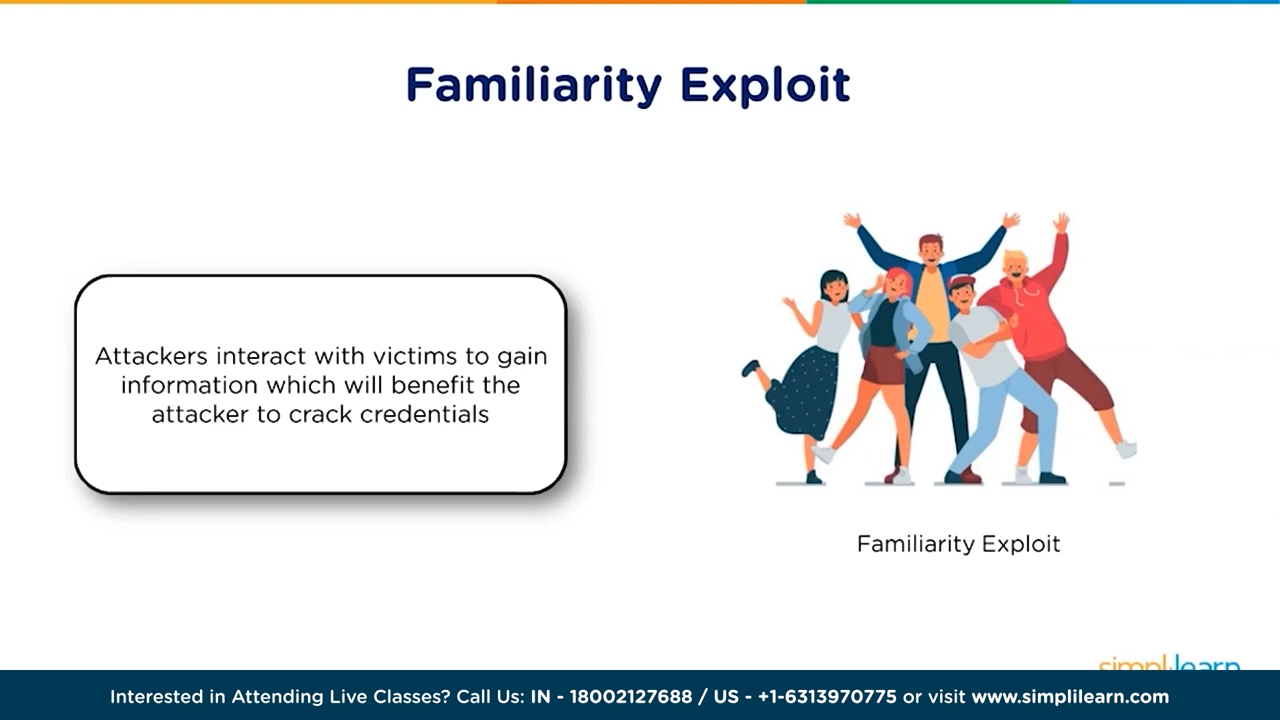 Familiarity Exploit
Attackers interact with victims to gain
information which will benefit the
attacker to crack credentials
Familiarity Exploit
simplilearn
Interested in Attending Live Classes? Call Us: IN - 18002127688 / US - +1-6313970775 or visit www.simplilearn.com